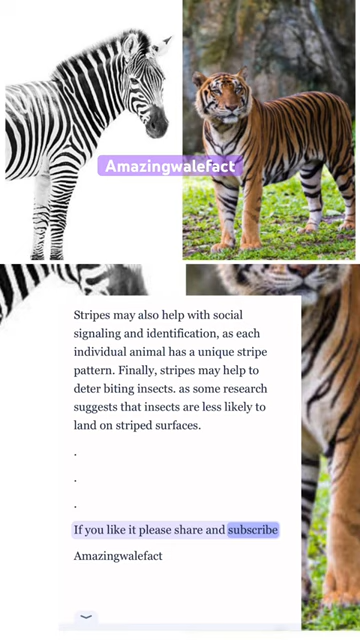 Amazingwalefact
Stripes may also help with social
signaling and identification, as each
individual animal has a unique stripe
pattern. Finally, stripes may help to
deter biting insects. as some research
suggests that insects are less likely to
land on striped surfaces.
.
.
.
If you like it please share and subscribe
Amazingwalefact